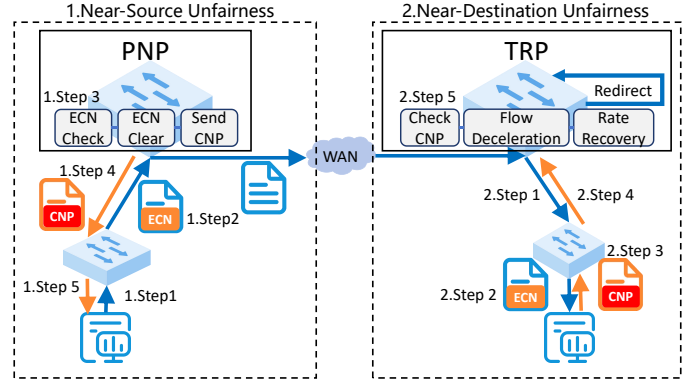 1.Near-Source Unfairness
2.Near-Destination Unfairness
PNP
TRP
1.Step 3
ECN
Check
ECN
Clear
Send
CNP
2.Step 5
Redirect
Check
CNP
Flow
Deceleration
Rate
Recovery
1.Step 4
WAN
CNP
ECN
1.Step2
2.Step 1
2.Step 4
1.Step 5
1.Step1
2.Step 3
2.Step 2
ECN
CNP